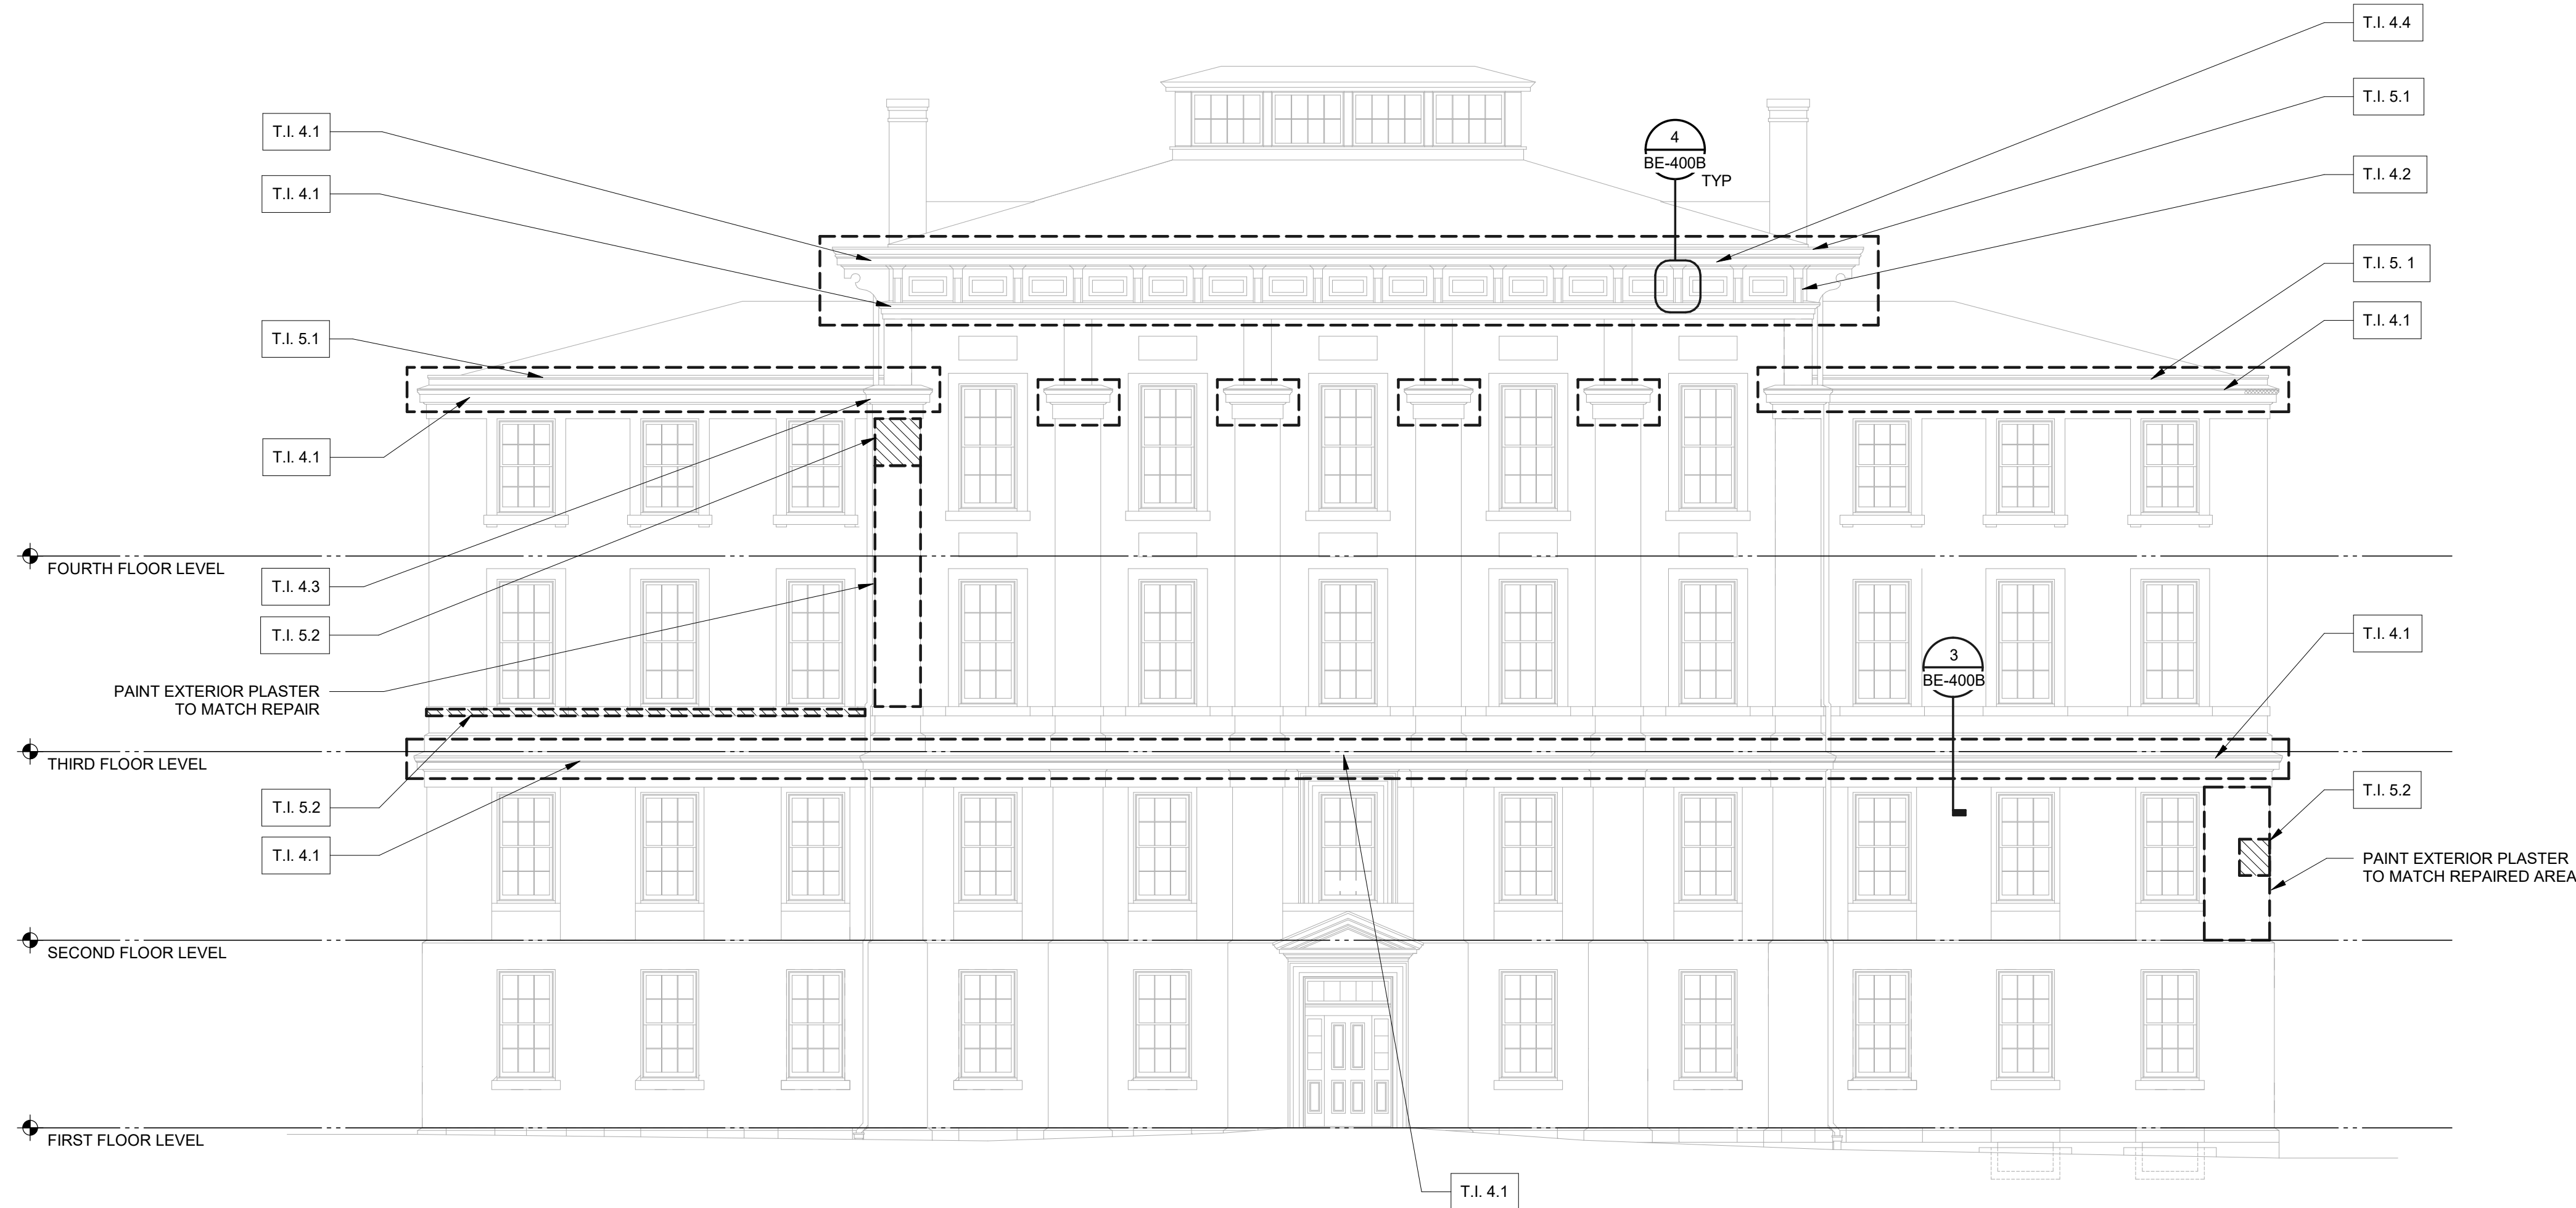 T.I. 4.4
T.I. 5.1
T.I. 4.1
4
BE-400B
TYP
T.I. 4.2
T.I. 4.1
T.I. 5. 1
T.I. 4.1
T.I. 5.1
T.I. 4.1
FOURTH FLOOR LEVEL
T.I. 4.3
T.I. 5.2
T.I. 4.1
3
BE-400B
PAINT EXTERIOR PLASTER
TO MATCH REPAIR
THIRD FLOOR LEVEL
T.I. 5.2
T.I. 5.2
T.I. 4.1
PAINT EXTERIOR PLASTER
TO MATCH REPAIRED AREA
SECOND FLOOR LEVEL
FIRST FLOOR LEVEL
T.I. 4.1